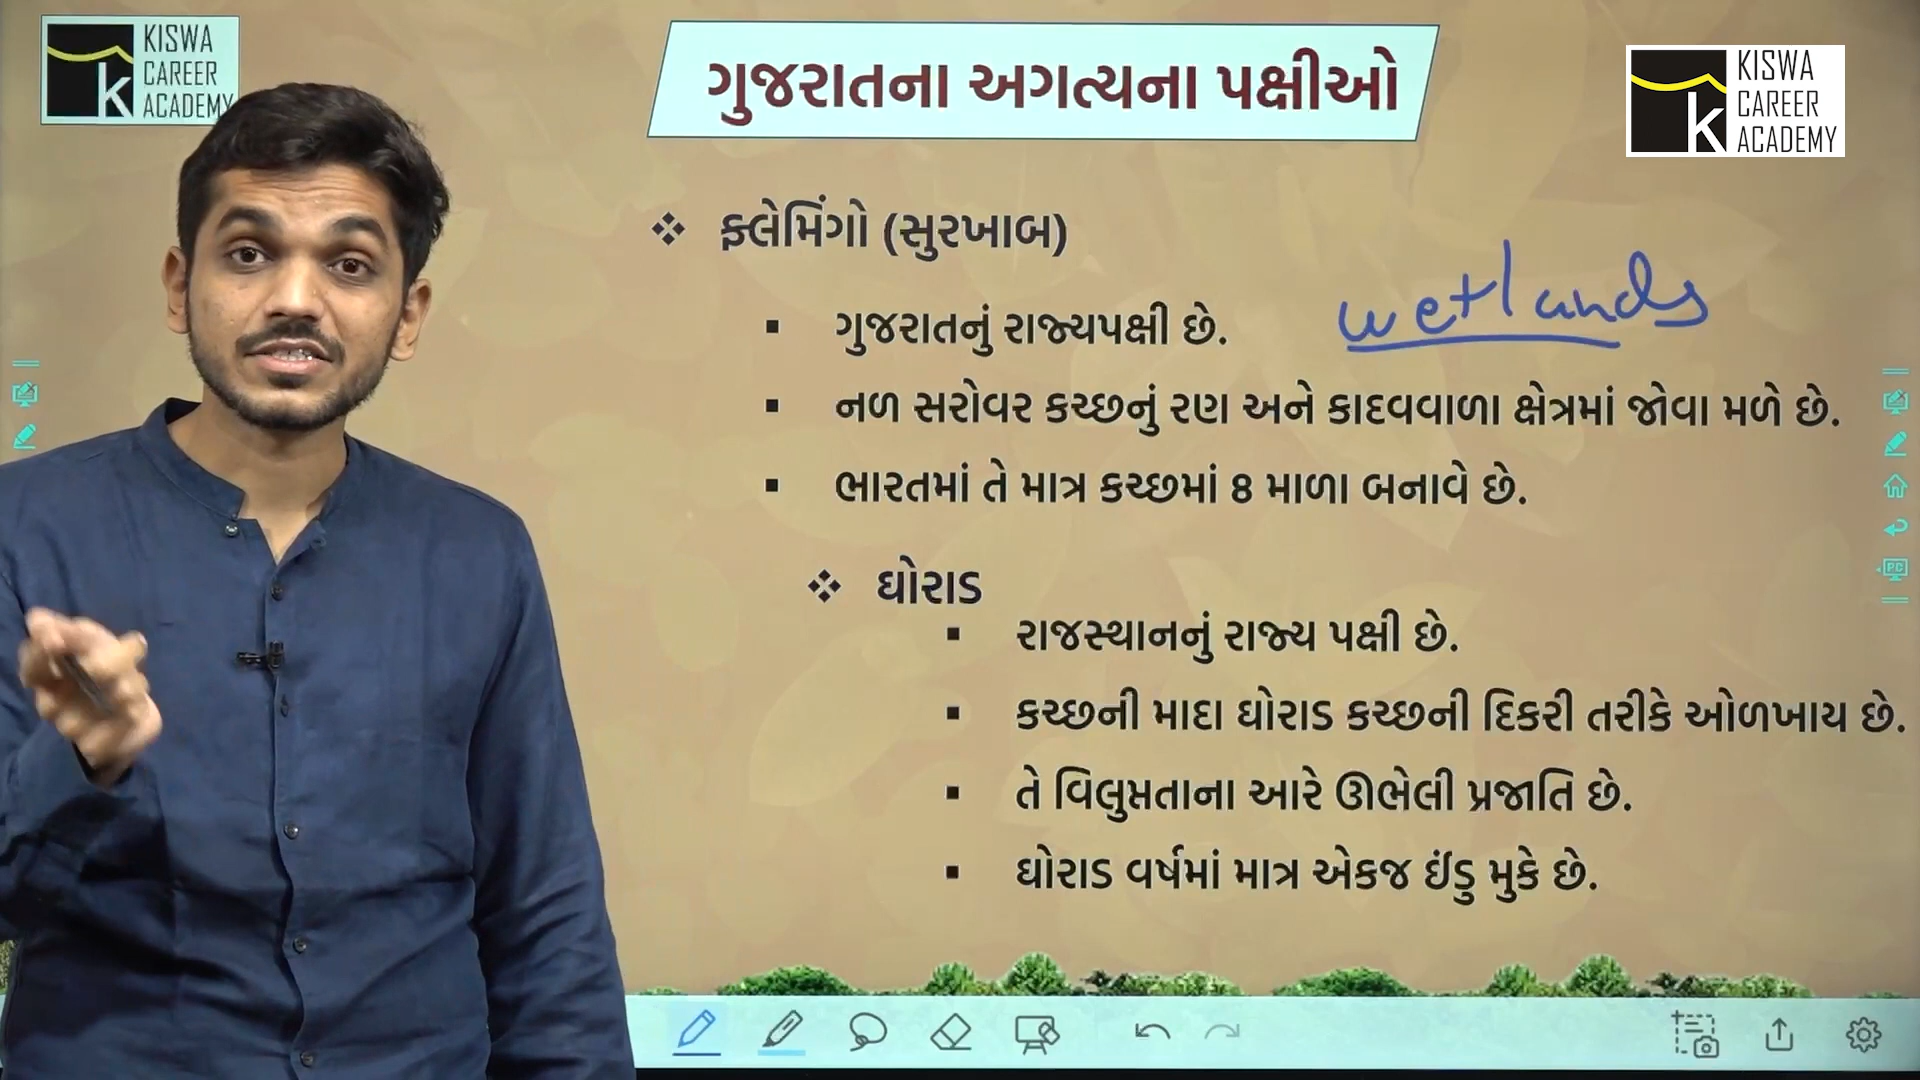 KISWA
CAREER
ACADEMY
k
ગુજરાતના અગત્યના પક્ષીઓ
KISWA
CAREER
ACADEMY
k
❖ ફ્લેમિંગો (સુરખાબ)
wetlands
▪ ગુજરાતનું રાજ્યપક્ષી છે.
▪ નળ સરોવર કચ્છનું રણ અને કાદવવાળા ક્ષેત્રમાં જોવા મળે છે.
▪ ભારતમાં તે માત્ર કચ્છમાં 8 માળા બનાવે છે.
❖ ઘોરાડ
▪ રાજસ્થાનનું રાજ્ય પક્ષી છે.
▪ કચ્છની માદા ઘોરાડ કચ્છની દિકરી તરીકે ઓળખાય છે.
▪ તે વિલુપ્તતાના આરે ઊભેલી પ્રજાતિ છે.
▪ ઘોરાડ વર્ષમાં માત્ર એકજ ઈંડુ મુકે છે.
PC